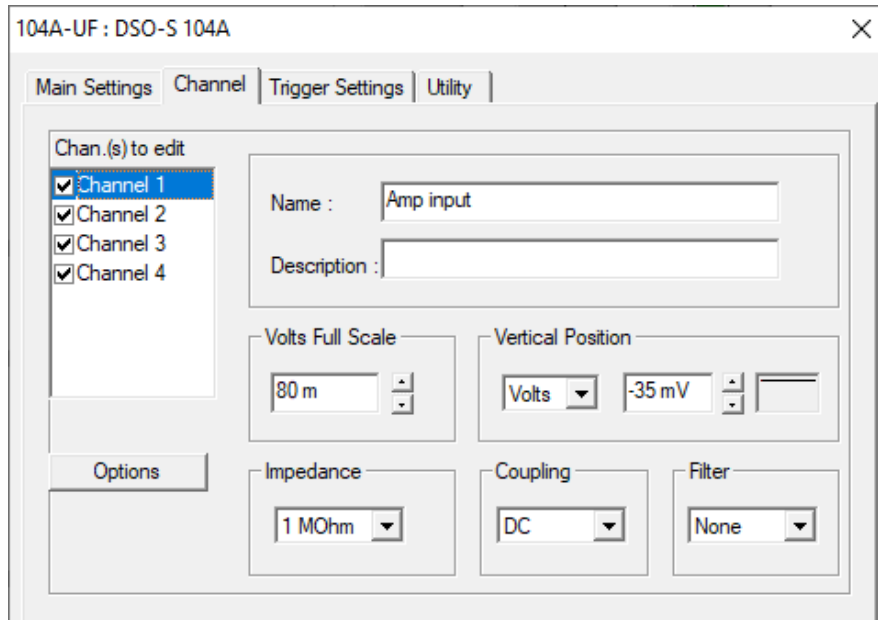 104A-UF : DSO-S 104A
Main Settings Channel Trigger Settings Utility
Chan.(s) to edit
Channel 1
Channel 2
Channel 3
Channel 4
Options
Name : Amp input
Description :
Volts Full Scale
80 m
Vertical Position
Volts -35 mV
Impedance
1 MOhm
Coupling
DC
Filter
None